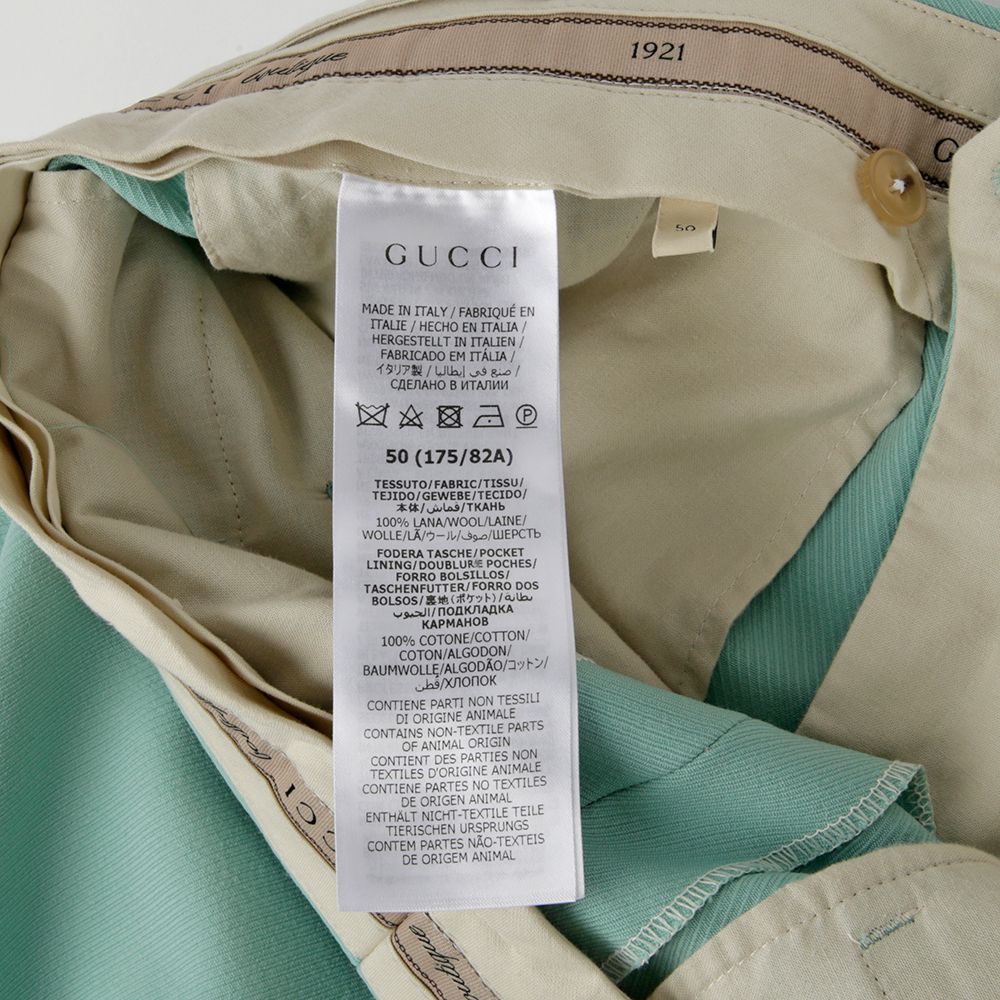 boutique
1921
CCI
G
50
GUCCI
MADE IN ITALY / FABRIQUÉ EN
ITALIE / HECHO EN ITALIA /
HERGESTELLT IN ITALIEN /
FABRICADO EM ITÁLIA /
イタリア製 / صنع في إيطاليا /
СДЕЛАНО В ИТАЛИИ
P
50 (175/82A)
TESSUTO/FABRIC/TISSU/
TEJIDO/GEWEBE/TECIDO/
本体/قماش/ТКАНЬ
100% LANA/WOOL/LAINE/
WOLLE/LÃ/ウール/صوف/ШЕРСТЬ
FODERA TASCHE/POCKET
LINING/DOUBLURE POCHES/
FORRO BOLSILLOS/
TASCHENFUTTER/FORRO DOS
BOLSOS/裏地(ポケット)/بطانة
الجيوب/ПОДКЛАДКА
КАРМАНОВ
100% COTONE/COTTON/
COTON/ALGODON/
BAUMWOLLE/ALGODÃO/コットン/
قطن/ХЛОПОК
CONTIENE PARTI NON TESSILI
DI ORIGINE ANIMALE
CONTAINS NON-TEXTILE PARTS
OF ANIMAL ORIGIN
CONTIENT DES PARTIES NON
TEXTILES D'ORIGINE ANIMALE
CONTIENE PARTES NO TEXTILES
DE ORIGEN ANIMAL
ENTHÄLT NICHT-TEXTILE TEILE
TIERISCHEN URSPRUNGS
CONTEM PARTES NÃO-TEXTEIS
DE ORIGEM ANIMAL
CCI
boutique